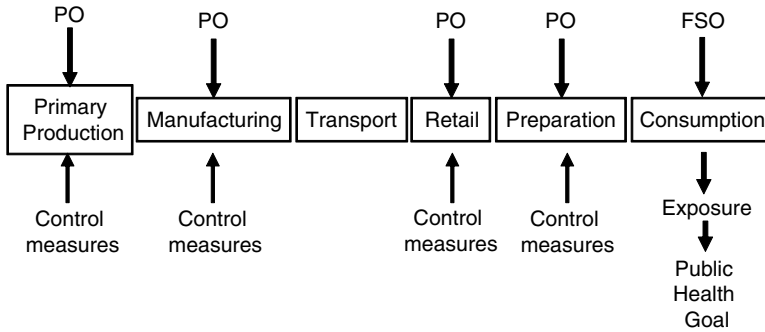 PO
PO
PO
PO
FSO
Primary
Production
Manufacturing
Transport
Retail
Preparation
Consumption
Control
measures
Control
measures
Control
measures
Control
measures
Exposure
Public
Health
Goal